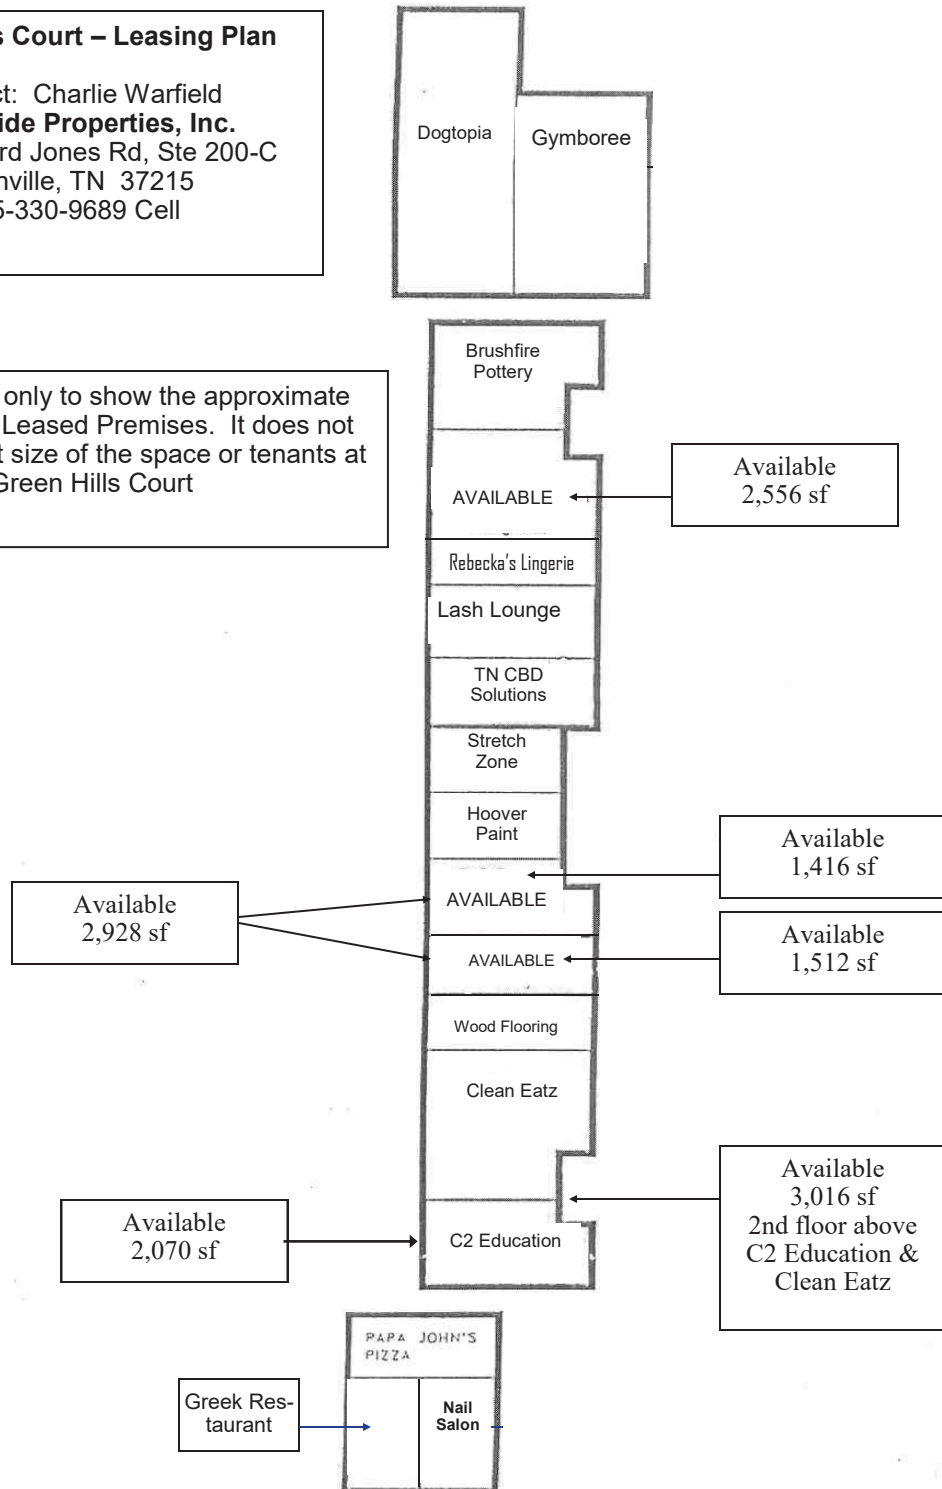 s Court – Leasing Plan
ct: Charlie Warfield
ide Properties, Inc.
rd Jones Rd, Ste 200-C
nville, TN 37215
5-330-9689 Cell
Dogtopia
Gymboree
Brushfire
Pottery
only to show the approximate
Leased Premises. It does not
t size of the space or tenants at
Green Hills Court
AVAILABLE
Available
2,556 sf
Rebecka's Lingerie
Lash Lounge
TN CBD
Solutions
Stretch
Zone
Hoover
Paint
Available
1,416 sf
AVAILABLE
Available
2,928 sf
AVAILABLE
Available
1,512 sf
Wood Flooring
Clean Eatz
Available
3,016 sf
2nd floor above
C2 Education &
Clean Eatz
Available
2,070 sf
C2 Education
PAPA JOHN'S
PIZZA
Greek Res-
taurant
Nail
Salon